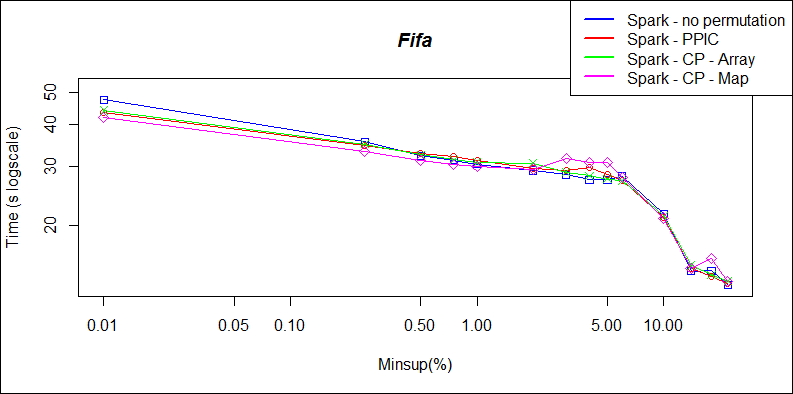 Fifa
Spark - no permutation
Spark - PPIC
Spark - CP - Array
Spark - CP - Map
Time (s logscale)
50
40
30
20
0.01 0.05 0.10 0.50 1.00 5.00 10.00
Minsup(%)